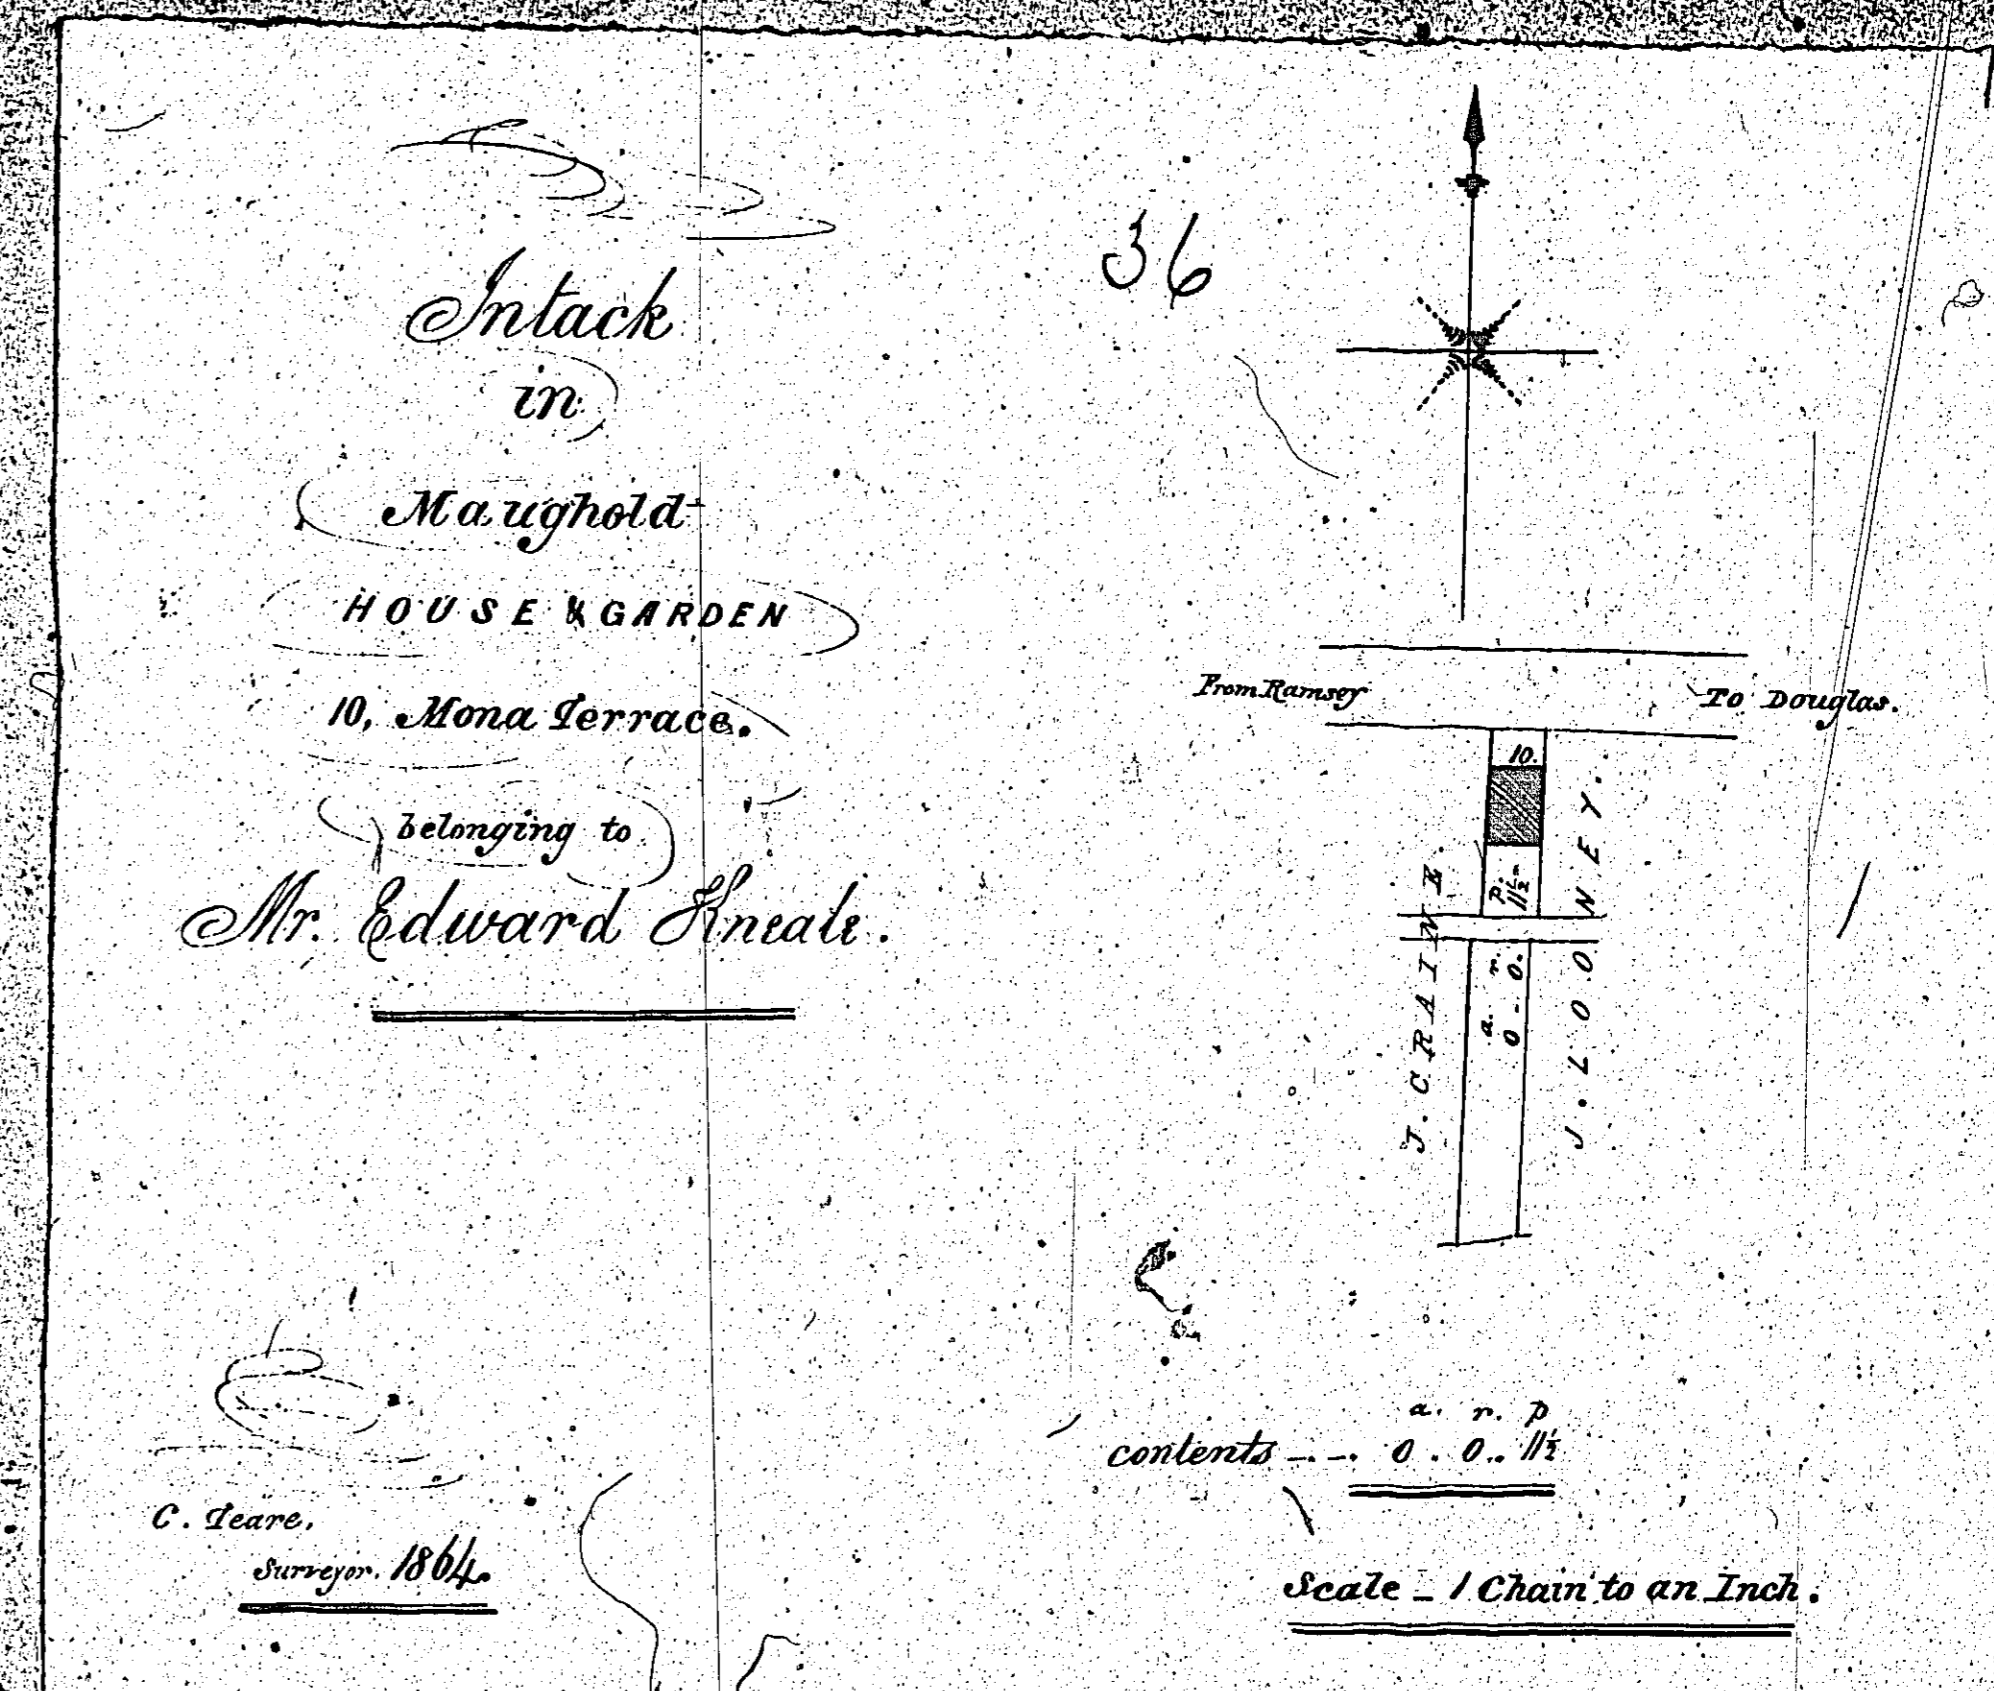 36
Intack
in
Maughold
HOUSE & GARDEN
10, Mona Terrace.
belonging to
Mr. Edward Kneale.
From Ramsey
To Douglas.
10.
J. CRAINE.
a. r. p.
0 - 0. 11½
J. LOONEY.
a. r. p
contents -.-. 0 . 0.. 11½
C. Teare.
Surveyor. 1864.
Scale - 1 Chain to an Inch.